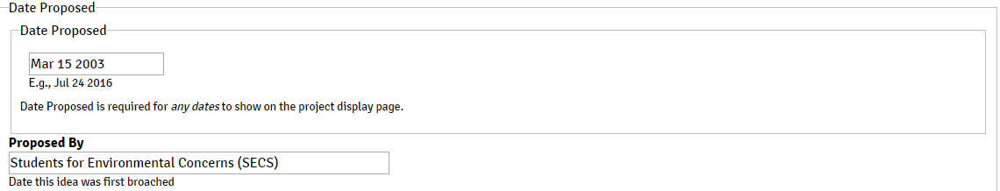 Date Proposed
Date Proposed
Mar 15 2003
E.g., Jul 24 2016
Date Proposed is required for any dates to show on the project display page.
Proposed By
Students for Environmental Concerns (SECS)
Date this idea was first broached